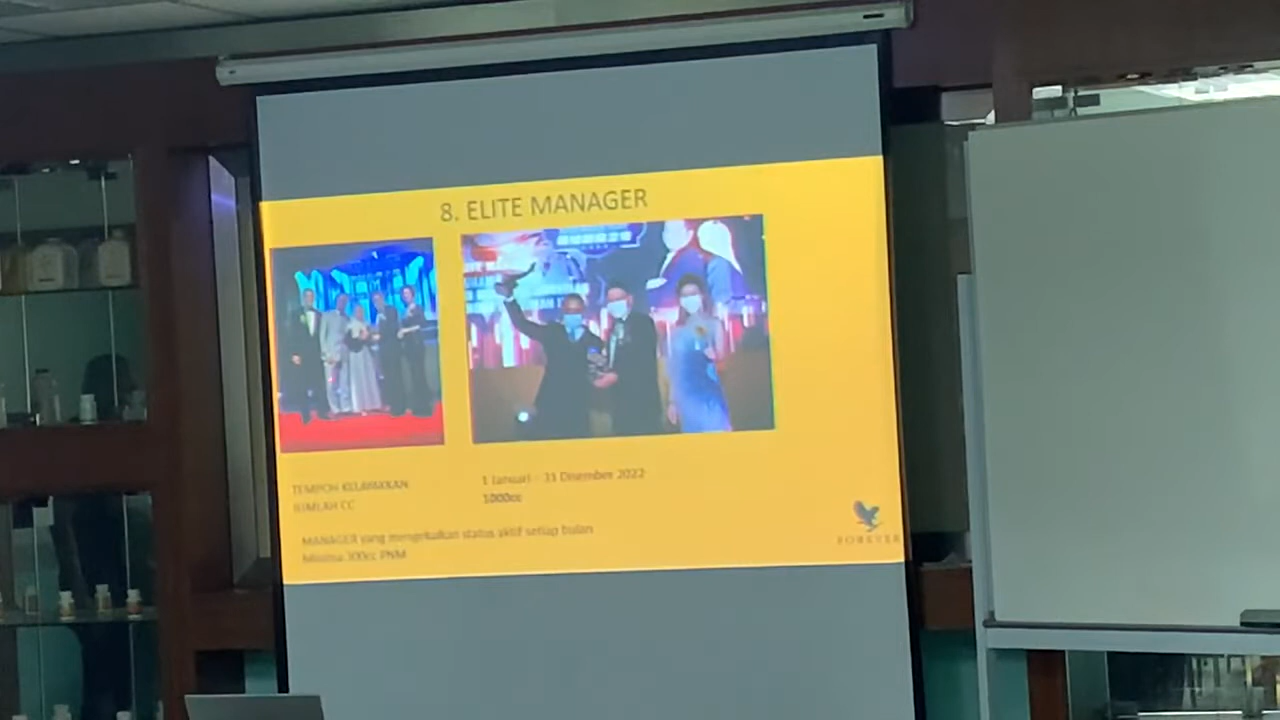 8. ELITE MANAGER
TEMPOH KELAYAKAN
1 Januari - 31 Disember 2022
JUMLAH CC
1000cc
MANAGER yang mengekalkan status aktif setiap bulan
PNM
FOREVER